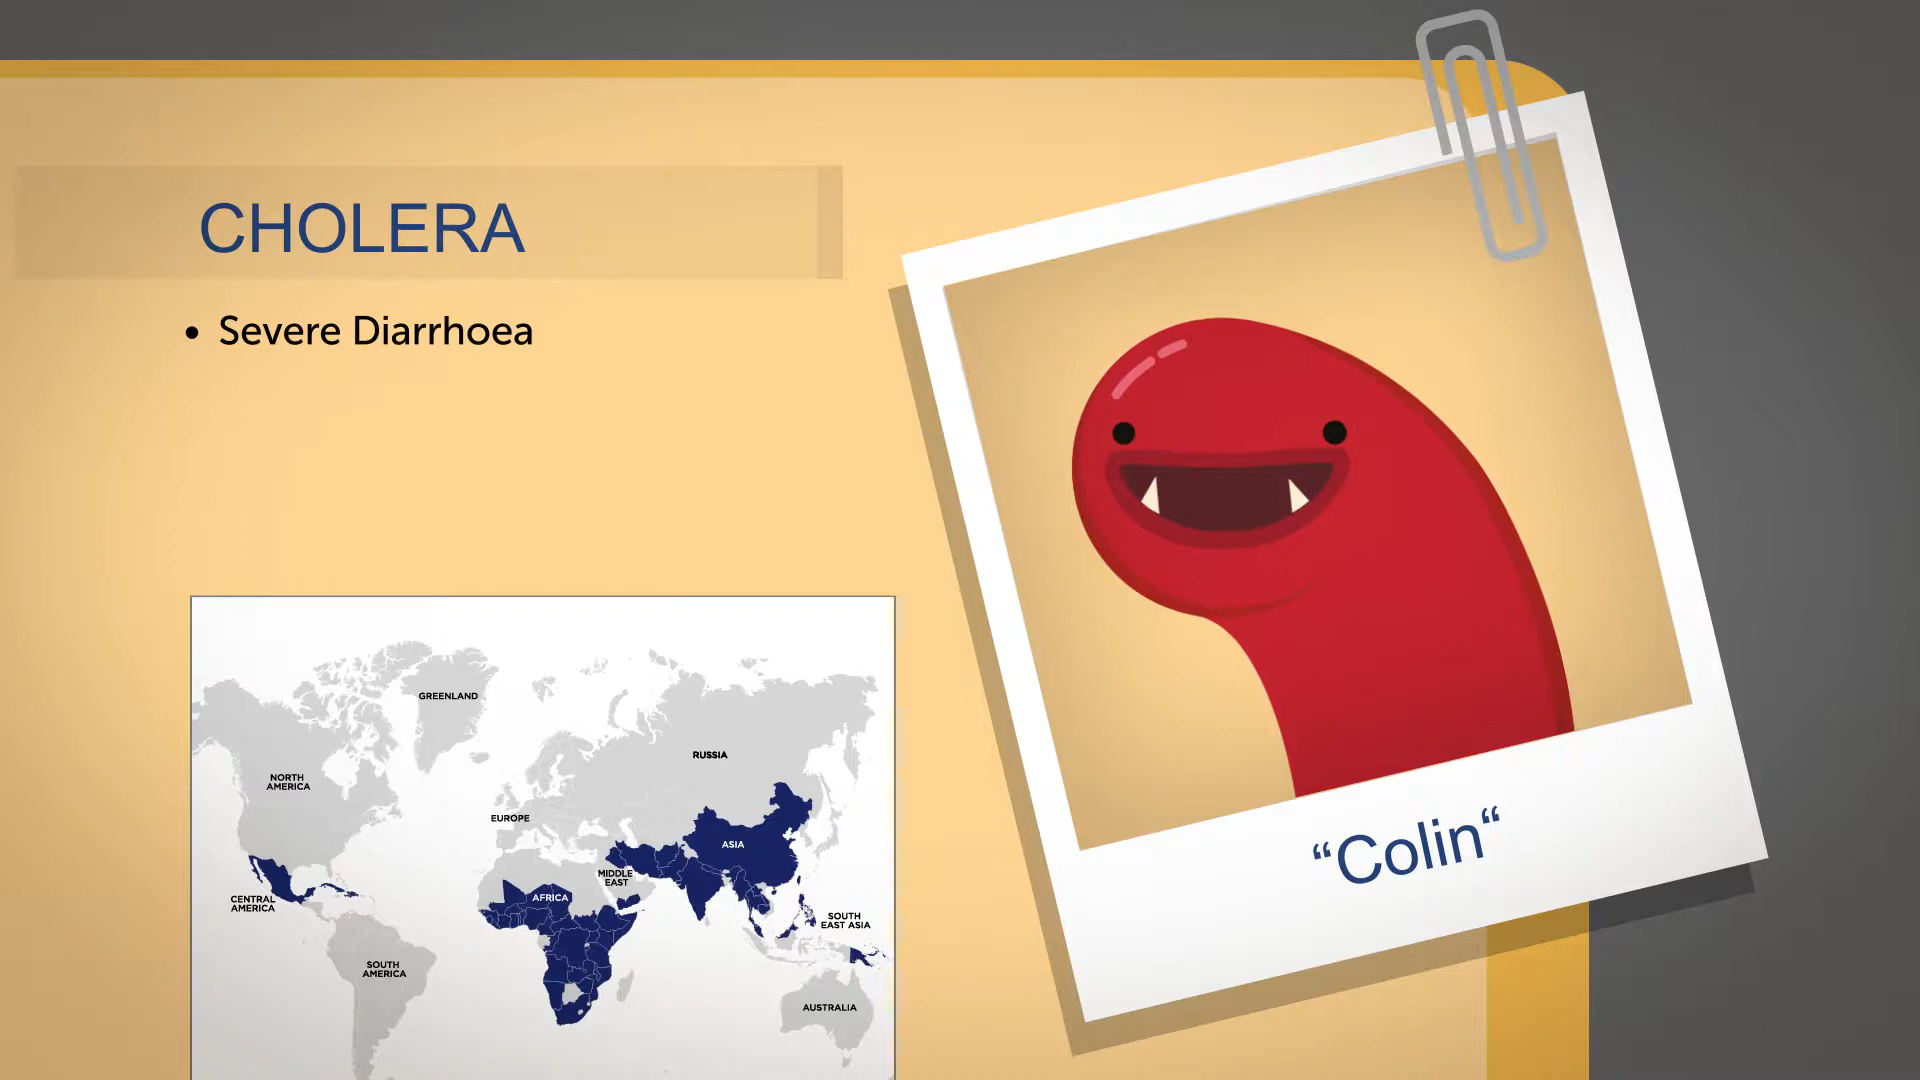 CHOLERA
• Severe Diarrhoea
GREENLAND
RUSSIA
NORTH
AMERICA
EUROPE
ASIA
MIDDLE
EAST
AFRICA
CENTRAL
AMERICA
SOUTH
EAST ASIA
SOUTH
AMERICA
AUSTRALIA
“Colin“